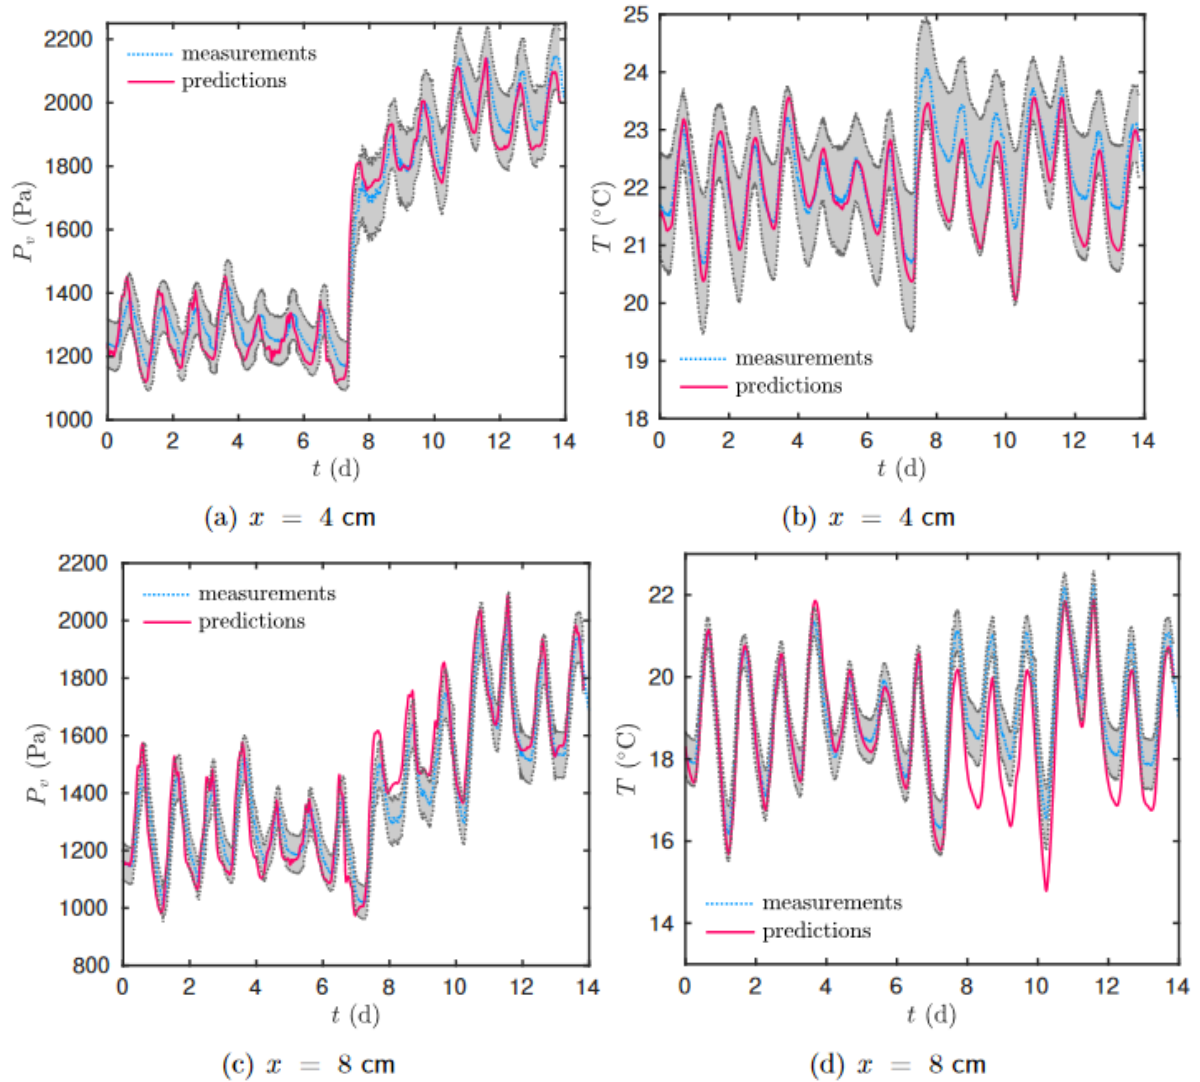 2200
2000
1800
1600
1400
1200
1000
P_v (Pa)
measurements
predictions
0 2 4 6 8 10 12 14
t (d)
(a) x = 4 cm
25
24
23
22
21
20
19
18
T (°C)
measurements
predictions
0 2 4 6 8 10 12 14
t (d)
(b) x = 4 cm
2200
2000
1800
1600
1400
1200
1000
800
P_v (Pa)
measurements
predictions
0 2 4 6 8 10 12 14
t (d)
(c) x = 8 cm
22
20
18
16
14
T (°C)
measurements
predictions
0 2 4 6 8 10 12 14
t (d)
(d) x = 8 cm